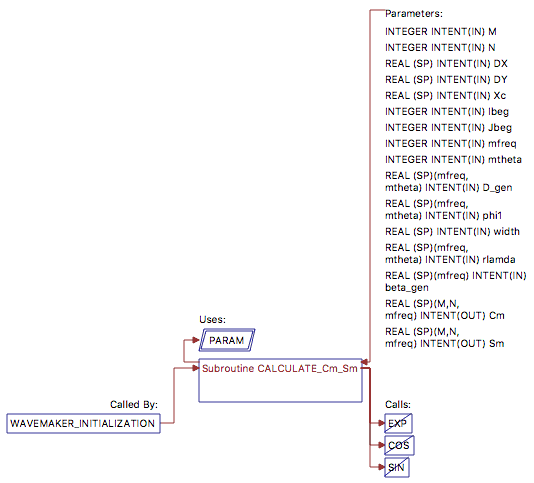 Parameters:
INTEGER INTENT(IN) M
INTEGER INTENT(IN) N
REAL (SP) INTENT(IN) DX
REAL (SP) INTENT(IN) DY
REAL (SP) INTENT(IN) Xc
INTEGER INTENT(IN) Ibeg
INTEGER INTENT(IN) Jbeg
INTEGER INTENT(IN) mfreq
INTEGER INTENT(IN) mtheta
REAL (SP)(mfreq,
mtheta) INTENT(IN) D_gen
REAL (SP)(mfreq,
mtheta) INTENT(IN) phi1
REAL (SP) INTENT(IN) width
REAL (SP)(mfreq,
mtheta) INTENT(IN) rlamda
REAL (SP)(mfreq) INTENT(IN)
beta_gen
REAL (SP)(M,N,
mfreq) INTENT(OUT) Cm
REAL (SP)(M,N,
mfreq) INTENT(OUT) Sm
Uses:
PARAM
Subroutine CALCULATE_Cm_Sm
Called By:
WAVEMAKER_INITIALIZATION
Calls:
EXP
COS
SIN